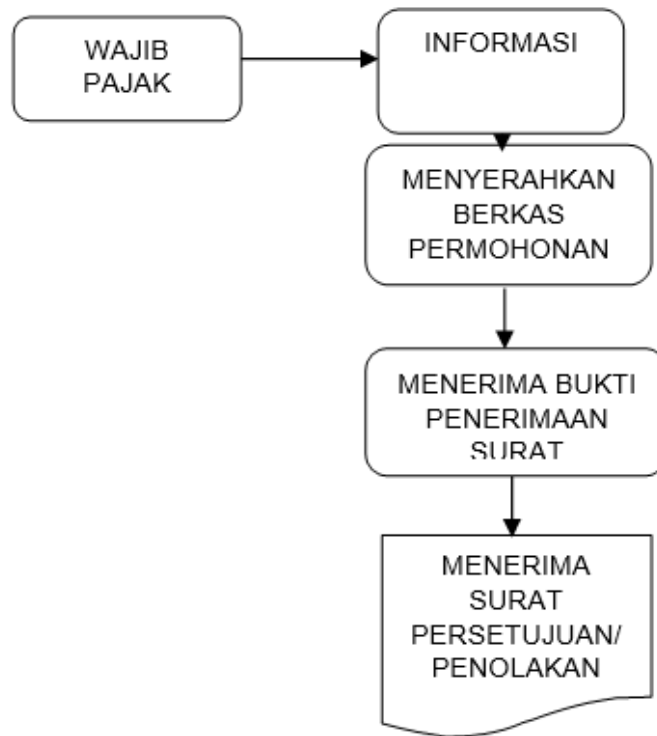 WAJIB
PAJAK
INFORMASI
MENYERAHKAN
BERKAS
PERMOHONAN
MENERIMA BUKTI
PENERIMAAN
SURAT
MENERIMA
SURAT
PERSETUJUAN/
PENOLAKAN